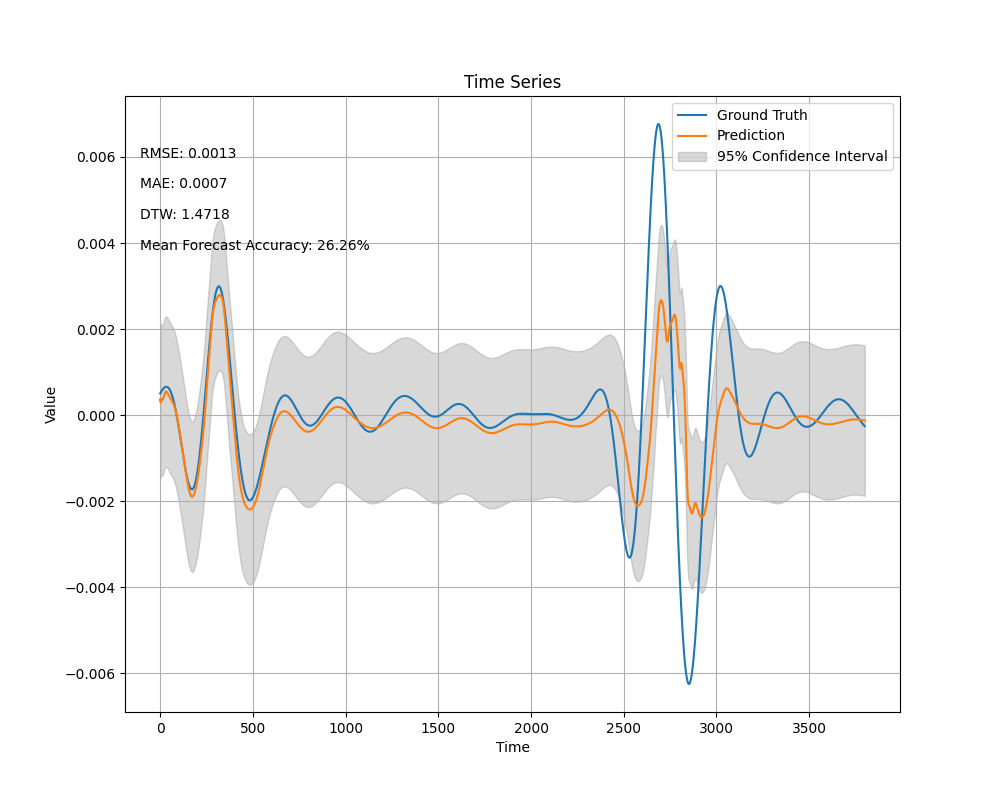 Time Series
Ground Truth
Prediction
95% Confidence Interval
RMSE: 0.0013
MAE: 0.0007
DTW: 1.4718
Mean Forecast Accuracy: 26.26%
0.006
0.004
0.002
0.000
−0.002
−0.004
−0.006
Value
0 500 1000 1500 2000 2500 3000 3500
Time